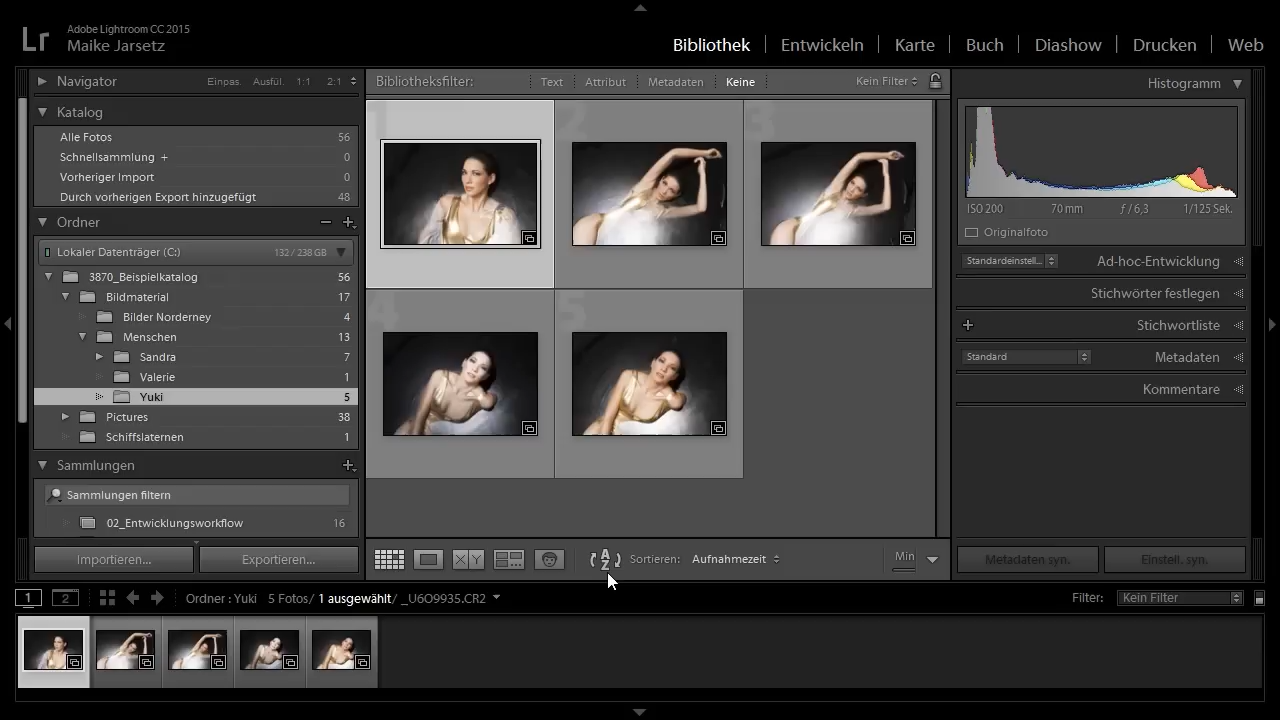 Lr
Adobe Lightroom CC 2015
Maike Jarsetz
Bibliothek
Entwickeln
Karte
Buch
Diashow
Drucken
Web
Navigator
Einpas.
Ausfül.
1:1
2:1
Katalog
Alle Fotos 56
Schnellsammlung + 0
Vorheriger Import 0
Durch vorherigen Export hinzugefügt 48
Ordner
Lokaler Datenträger (C:) 132 / 238 GB
3870_Beispielkatalog 56
Bildmaterial 17
Bilder Norderney 4
Menschen 13
Sandra 7
Valerie 1
Yuki 5
Pictures 38
Schiffslaternen 1
Sammlungen
Sammlungen filtern
02_Entwicklungsworkflow 16
Importieren...
Exportieren...
Bibliotheksfilter:
Text
Attribut
Metadaten
Keine
Kein Filter
1
2
3
4
5
X Y
A
Z
Sortieren: Aufnahmezeit
Min
Histogramm
ISO 200
70 mm
ƒ / 6,3
1/125 Sek.
Originalfoto
Standardeinstell...
Ad-hoc-Entwicklung
Stichwörter festlegen
Stichwortliste
Standard
Metadaten
Kommentare
Metadaten syn.
Einstell. syn.
1
2
Ordner : Yuki
5 Fotos/ 1 ausgewählt/ _U6O9935.CR2
Filter:
Kein Filter